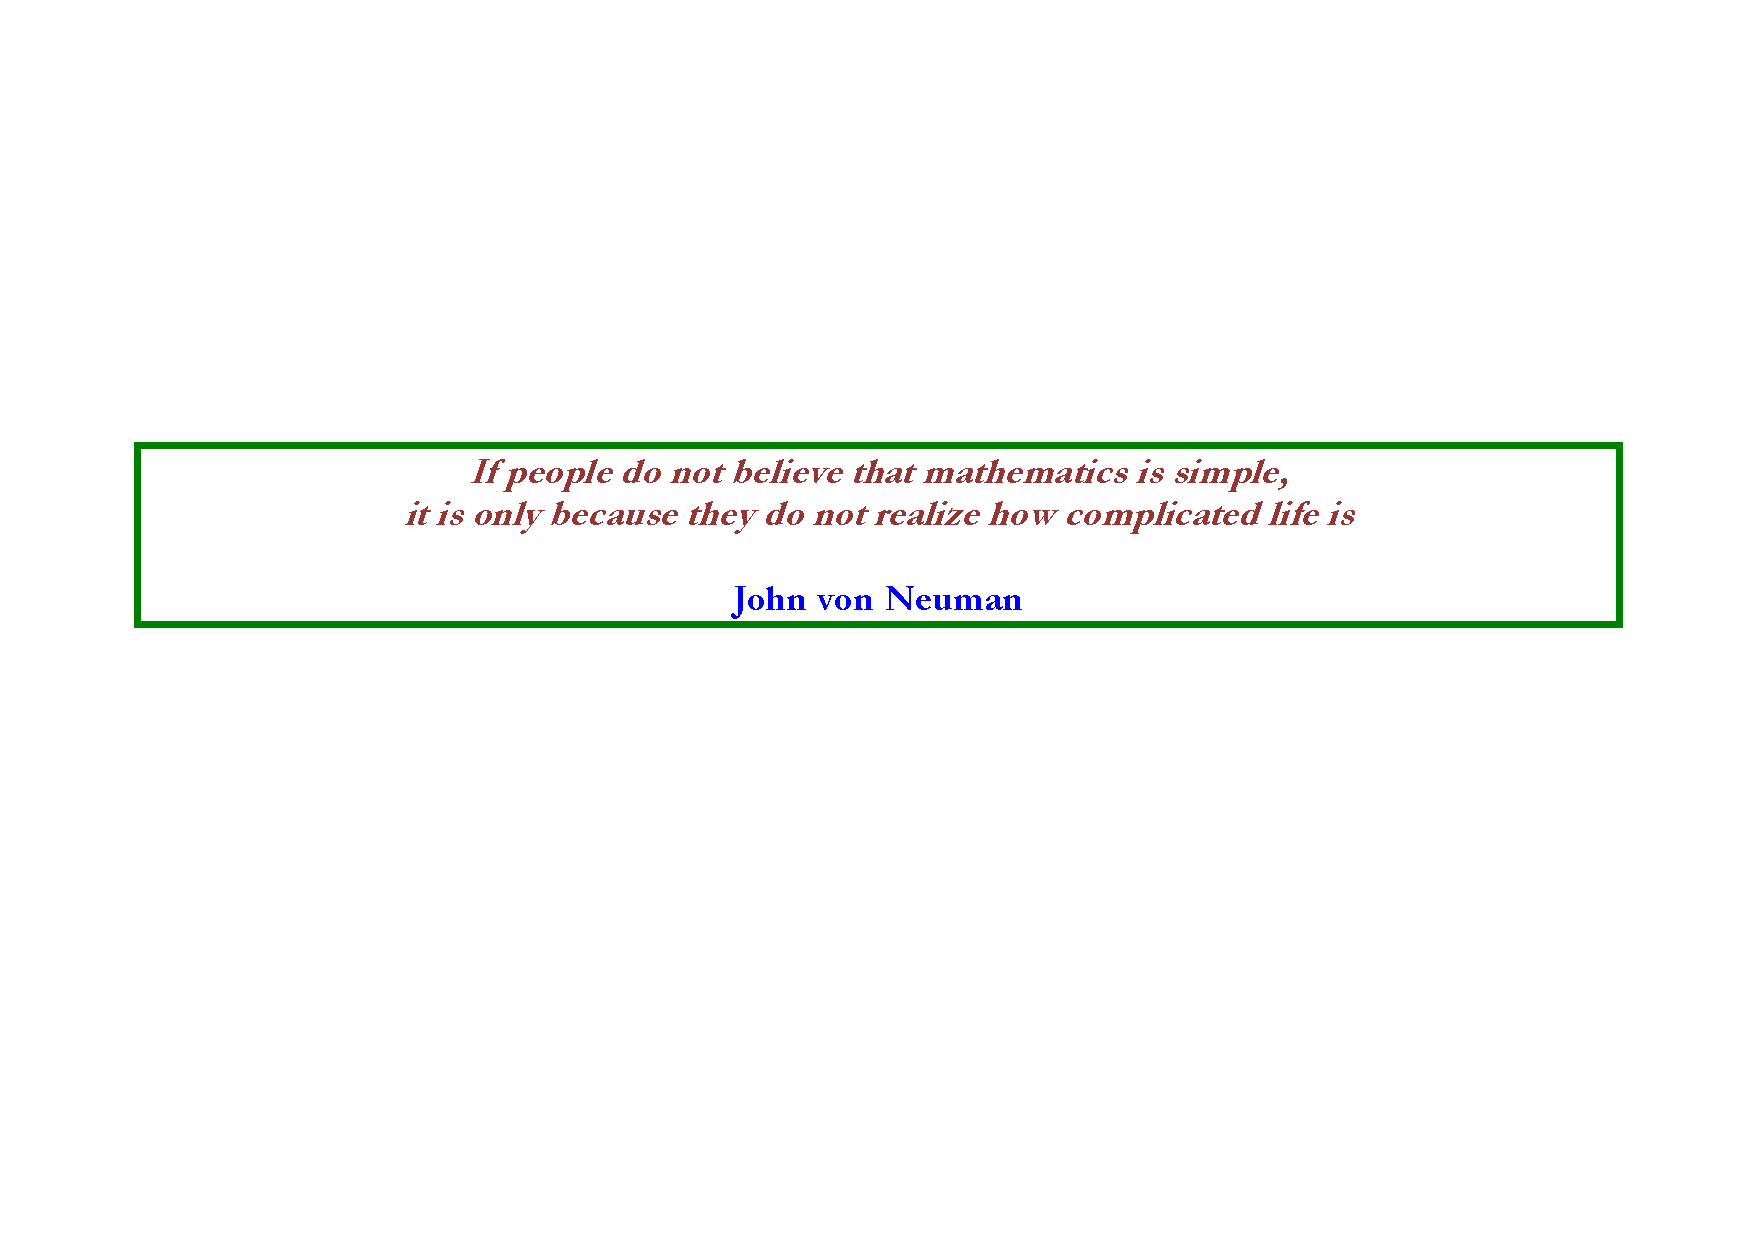 If people do not believe that mathematics is simple,
it is only because they do not realize how complicated life is
John von Neuman